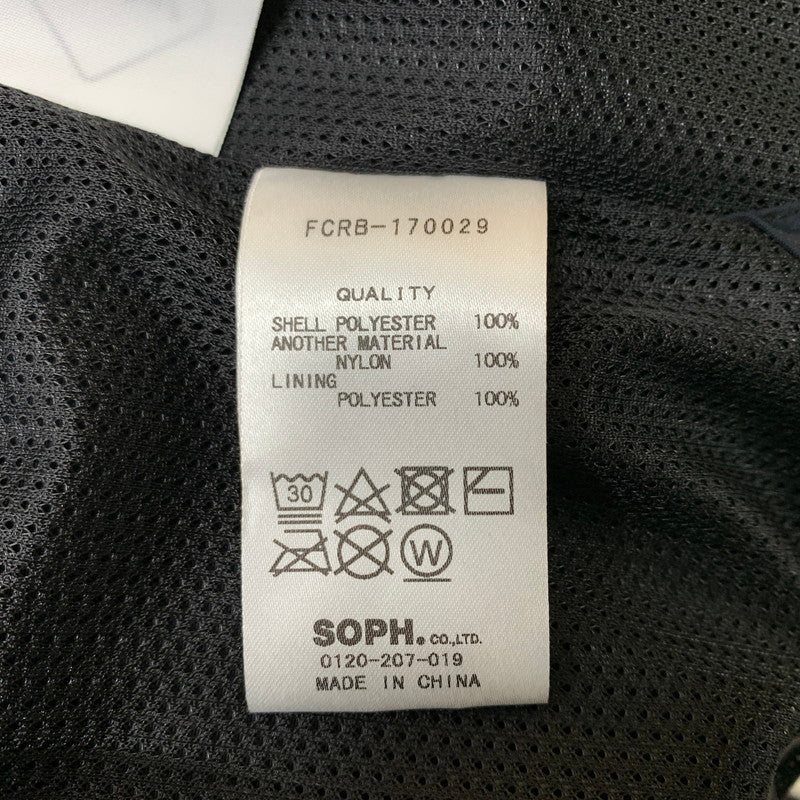 FCRB-170029
QUALITY
SHELL POLYESTER 100%
ANOTHER MATERIAL
NYLON 100%
LINING
POLYESTER 100%
30
W
SOPH. CO.,LTD.
0120-207-019
MADE IN CHINA